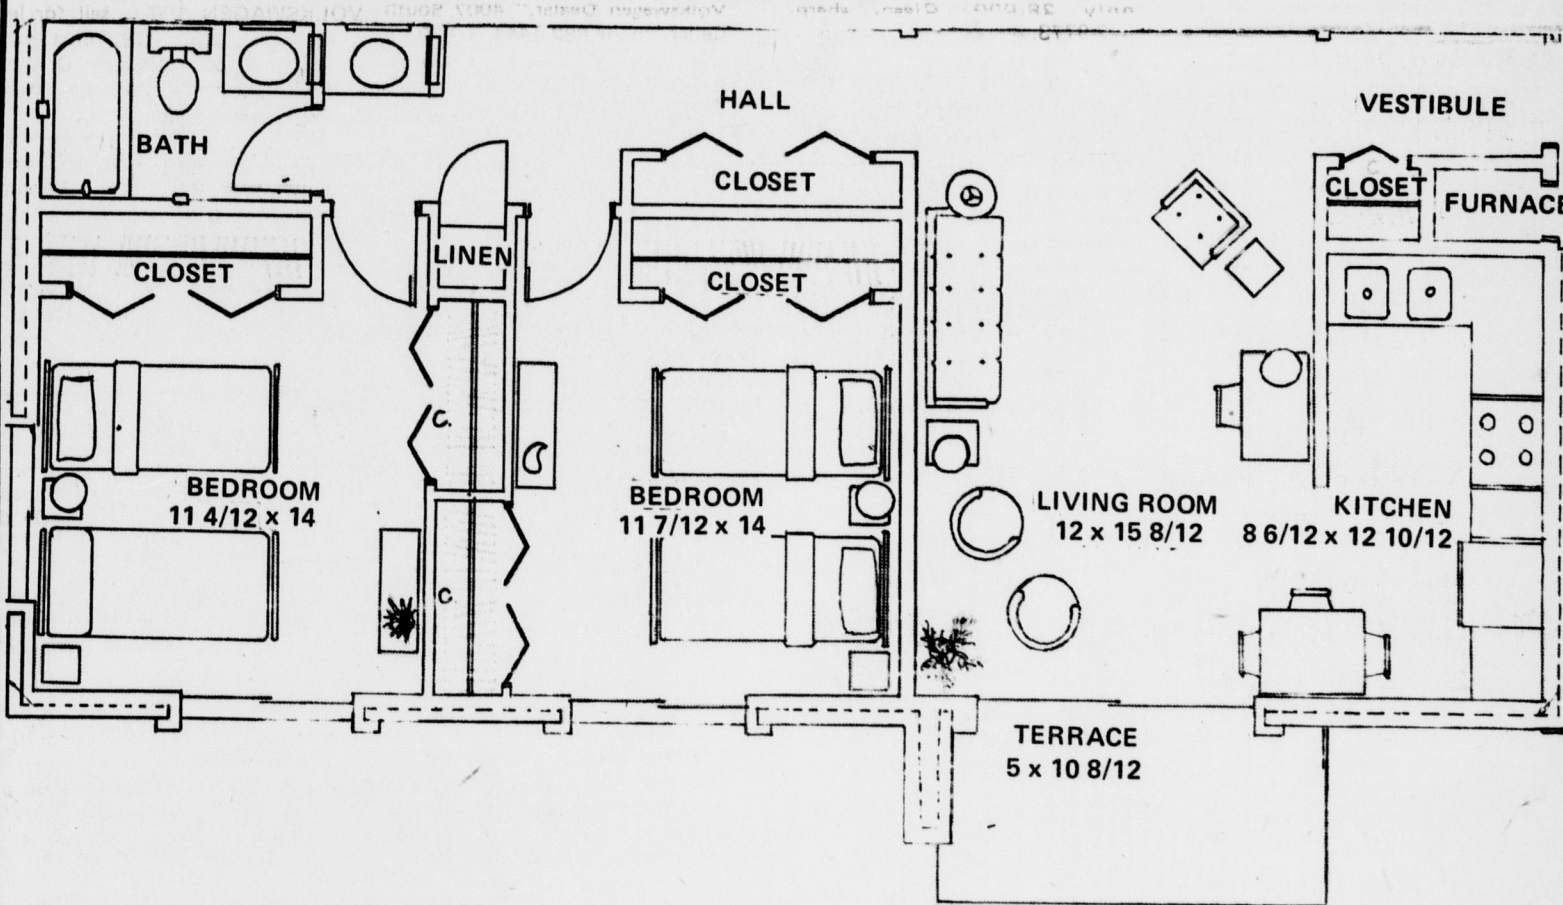 HALL
VESTIBULE
BATH
CLOSET
CLOSET
FURNACE
LINEN
CLOSET
CLOSET
C.
BEDROOM
11 4/12 x 14
BEDROOM
11 7/12 x 14
LIVING ROOM
12 x 15 8/12
KITCHEN
8 6/12 x 12 10/12
C
TERRACE
5 x 10 8/12